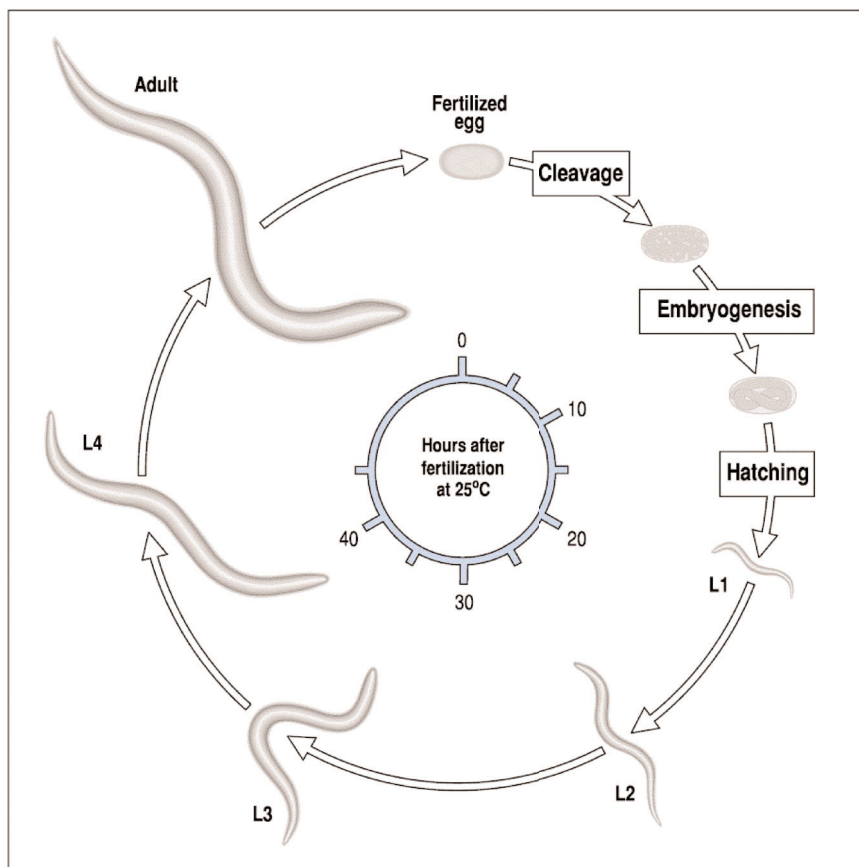 Adult
Fertilized
egg
Cleavage
Embryogenesis
Hatching
L1
L2
L3
L4
0
10
20
30
40
Hours after
fertilization
at 25°C